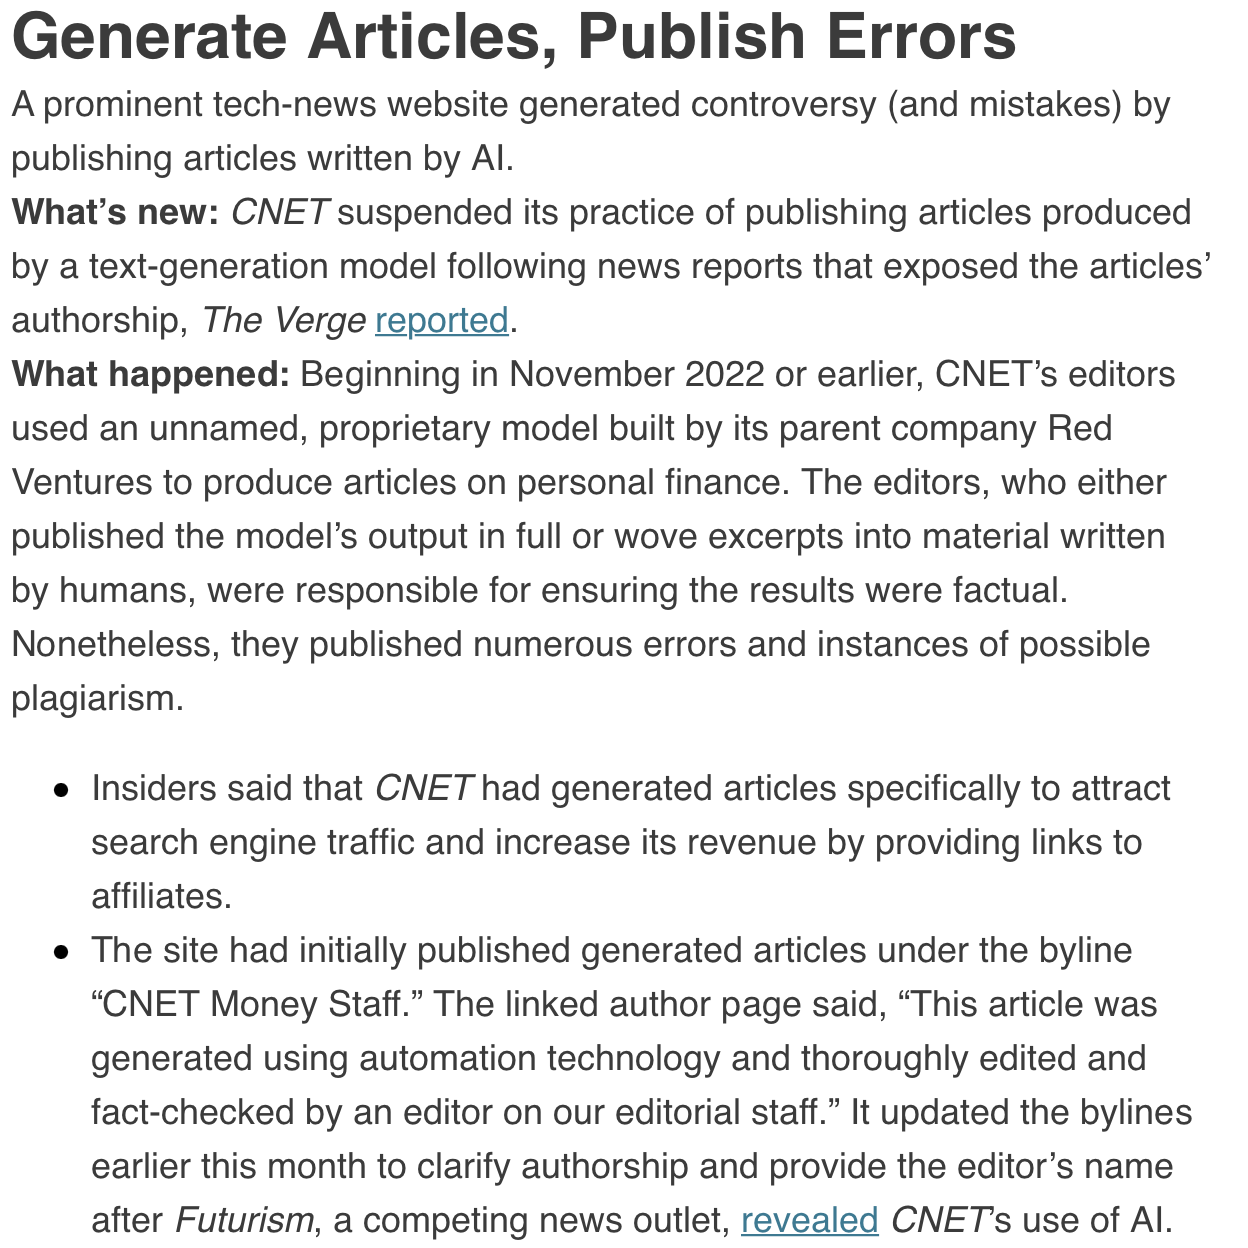 Generate Articles, Publish Errors
A prominent tech-news website generated controversy (and mistakes) by
publishing articles written by AI.
What’s new: CNET suspended its practice of publishing articles produced
by a text-generation model following news reports that exposed the articles’
authorship, The Verge reported.
What happened: Beginning in November 2022 or earlier, CNET’s editors
used an unnamed, proprietary model built by its parent company Red
Ventures to produce articles on personal finance. The editors, who either
published the model’s output in full or wove excerpts into material written
by humans, were responsible for ensuring the results were factual.
Nonetheless, they published numerous errors and instances of possible
plagiarism.
● Insiders said that CNET had generated articles specifically to attract
search engine traffic and increase its revenue by providing links to
affiliates.
● The site had initially published generated articles under the byline
“CNET Money Staff.” The linked author page said, “This article was
generated using automation technology and thoroughly edited and
fact-checked by an editor on our editorial staff.” It updated the bylines
earlier this month to clarify authorship and provide the editor’s name
after Futurism, a competing news outlet, revealed CNET’s use of AI.